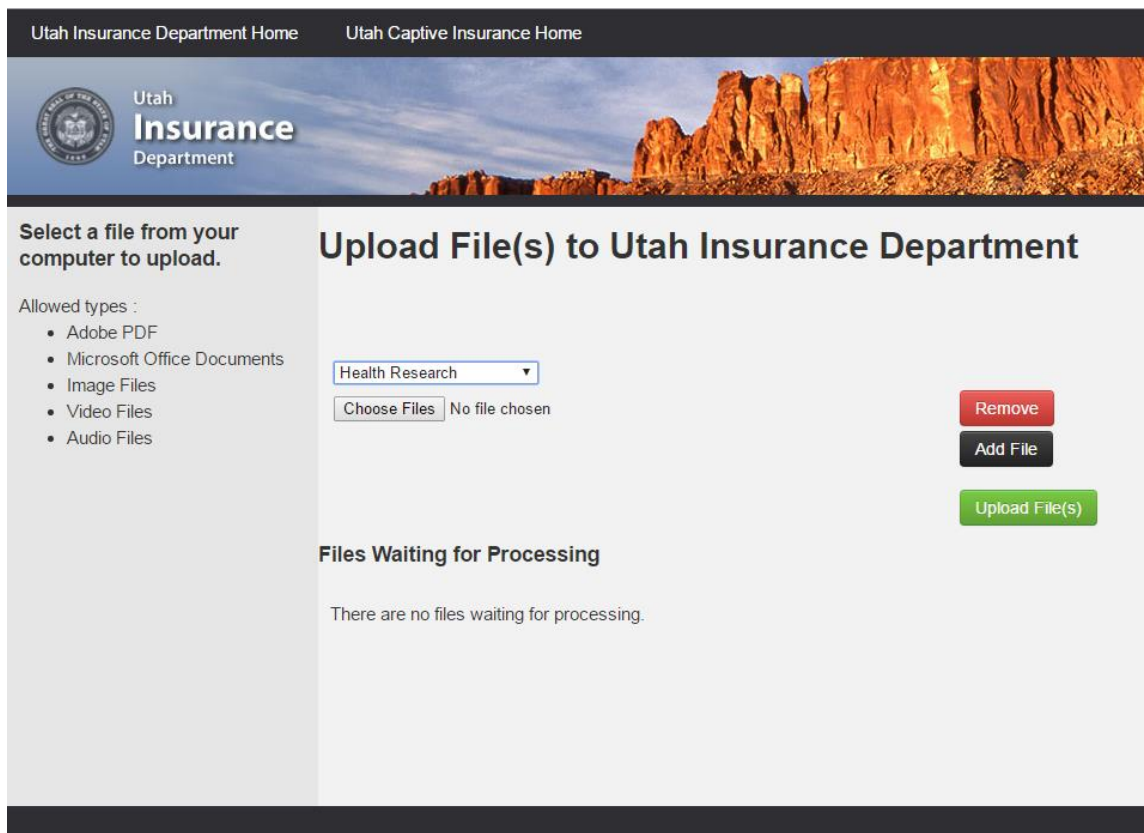 Utah Insurance Department Home
Utah Captive Insurance Home
Utah
Insurance
Department
Select a file from your
computer to upload.
Allowed types :
• Adobe PDF
• Microsoft Office Documents
• Image Files
• Video Files
• Audio Files
Upload File(s) to Utah Insurance Department
Health Research
Choose Files No file chosen
Remove
Add File
Upload File(s)
Files Waiting for Processing
There are no files waiting for processing.